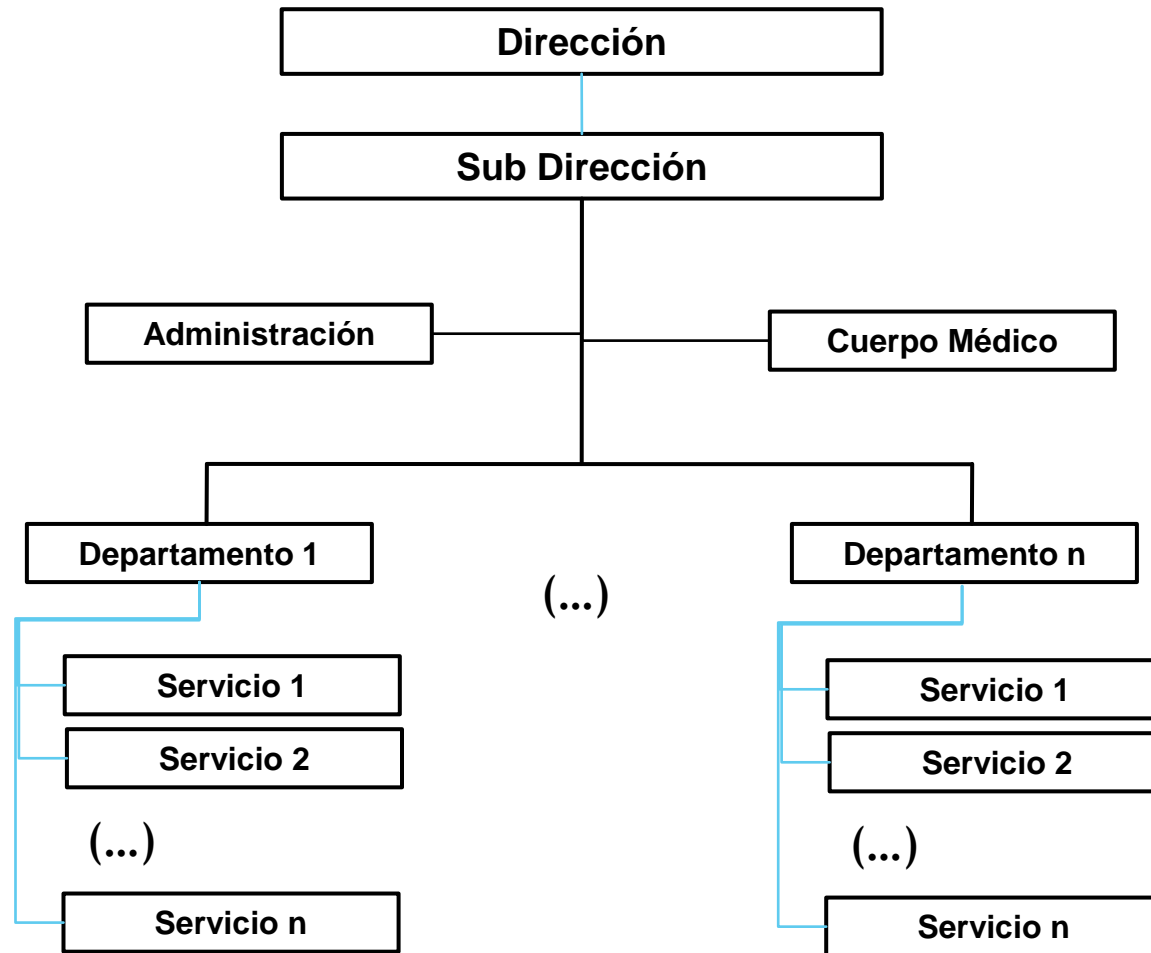 Dirección
Sub Dirección
Administración
Cuerpo Médico
Departamento 1
Departamento n
(...)
Servicio 1
Servicio 2
(...)
Servicio n
Servicio 1
Servicio 2
(...)
Servicio n